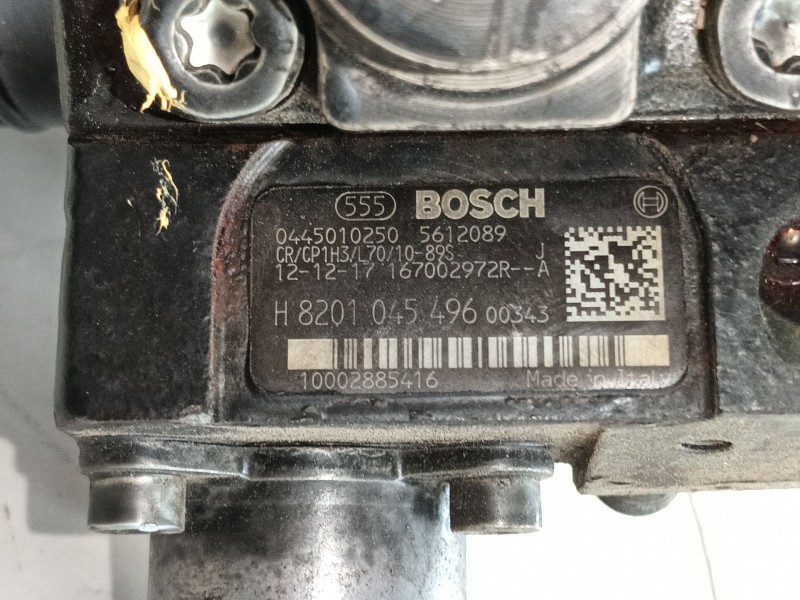 555 BOSCH
0445010250 5612089
CR/CP1H3/L70/10-89S J
12-12-17 167002972R--A
H 8201 045 496 00343
10002885416 Made in Italy